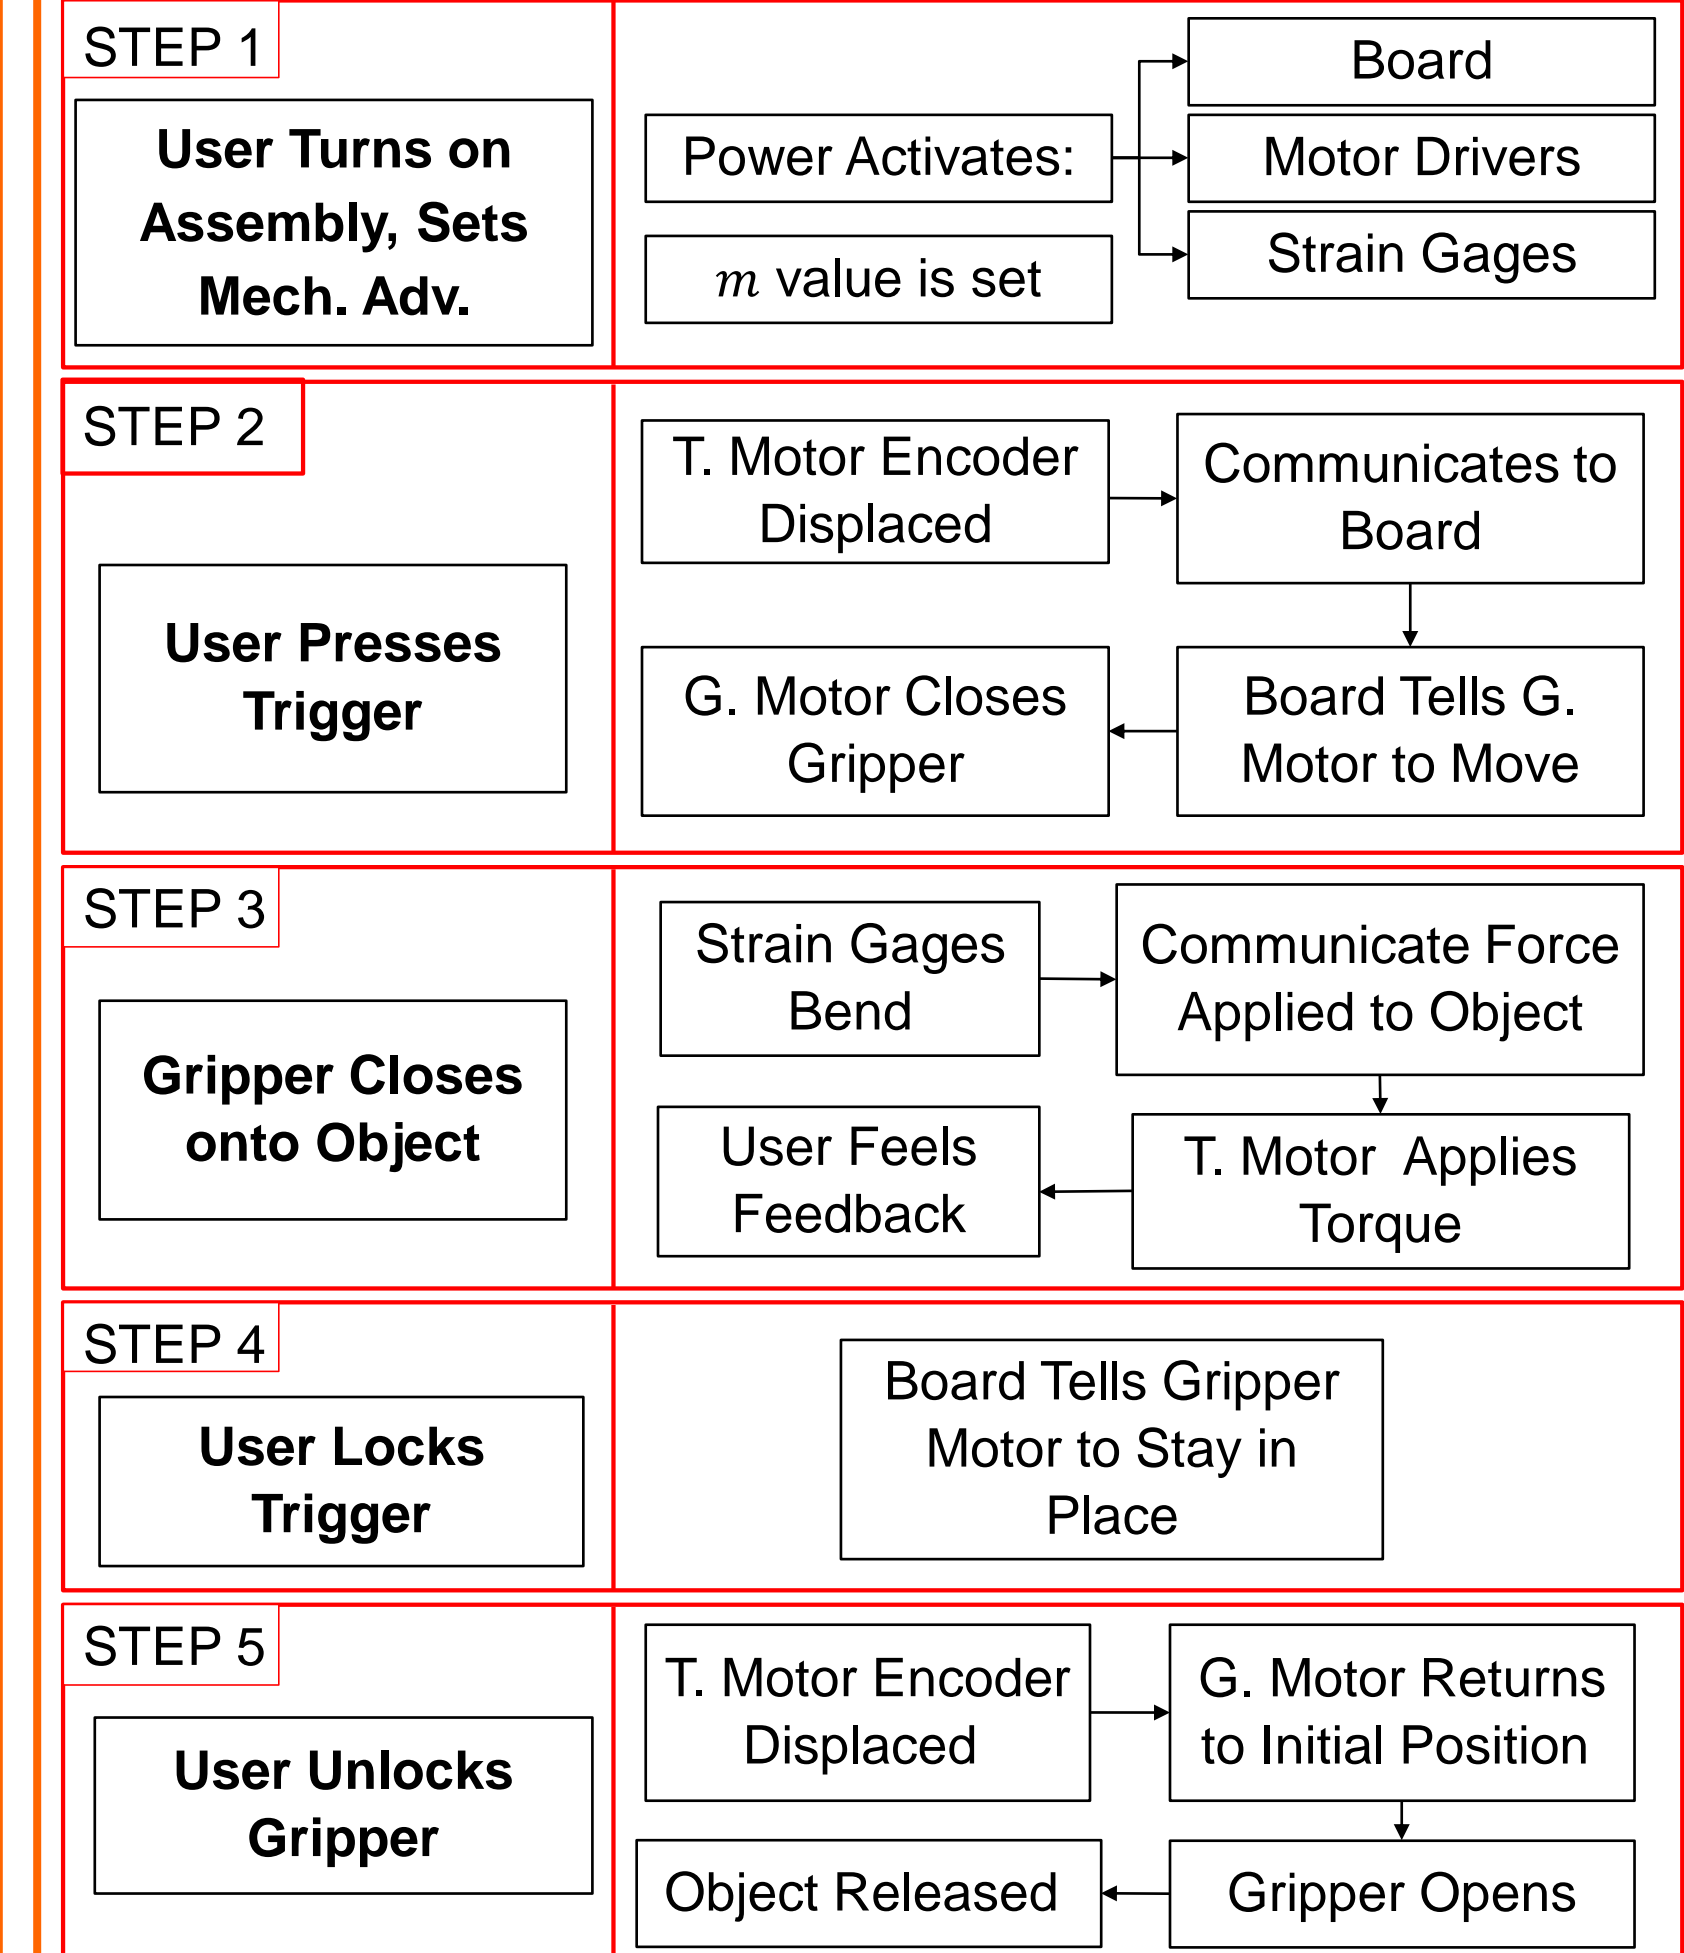 STEP 1
User Turns on
Assembly, Sets
Mech. Adv.
Power Activates:
Board
Motor Drivers
Strain Gages
m value is set
STEP 2
User Presses
Trigger
T. Motor Encoder
Displaced
Communicates to
Board
Board Tells G.
Motor to Move
G. Motor Closes
Gripper
STEP 3
Gripper Closes
onto Object
Strain Gages
Bend
Communicate Force
Applied to Object
T. Motor Applies
Torque
User Feels
Feedback
STEP 4
User Locks
Trigger
Board Tells Gripper
Motor to Stay in
Place
STEP 5
User Unlocks
Gripper
T. Motor Encoder
Displaced
G. Motor Returns
to Initial Position
Gripper Opens
Object Released